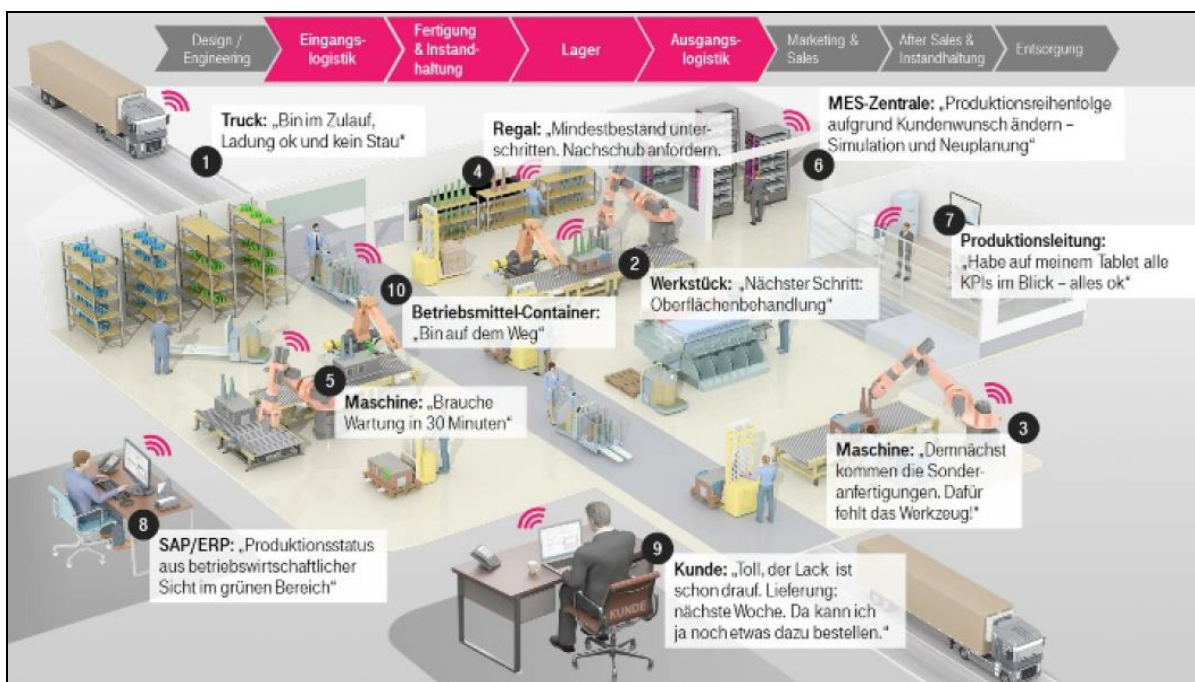 Design /
Engineering
Eingangs-
logistik
Fertigung
& Instand-
haltung
Lager
Ausgangs-
logistik
Marketing &
Sales
After Sales &
Instandhaltung
Entsorgung
1
Truck: „Bin im Zulauf,
Ladung ok und kein Stau“
4
Regal: „Mindestbestand unter-
schritten. Nachschub anfordern.
6
MES-Zentrale: „Produktionsreihenfolge
aufgrund Kundenwunsch ändern –
Simulation und Neuplanung“
7
Produktionsleitung:
„Habe auf meinem Tablet alle
KPIs im Blick – alles ok“
2
Werkstück: „Nächster Schritt:
Oberflächenbehandlung“
10
Betriebsmittel-Container:
„Bin auf dem Weg“
5
Maschine: „Brauche
Wartung in 30 Minuten“
3
Maschine: „Demnächst
kommen die Sonder-
anfertigungen. Dafür
fehlt das Werkzeug!“
8
SAP/ERP: „Produktionsstatus
aus betriebswirtschaftlicher
Sicht im grünen Bereich“
9
Kunde: „Toll, der Lack ist
schon drauf. Lieferung:
nächste Woche. Da kann ich
ja noch etwas dazu bestellen.“
KUNDE